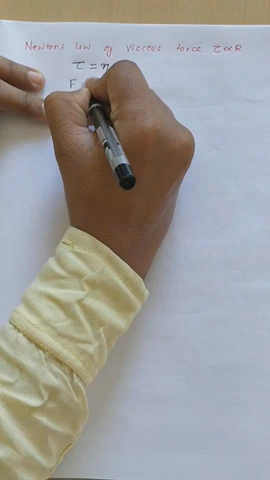 Newtons law of viscous force τ∝R
τ = η
F